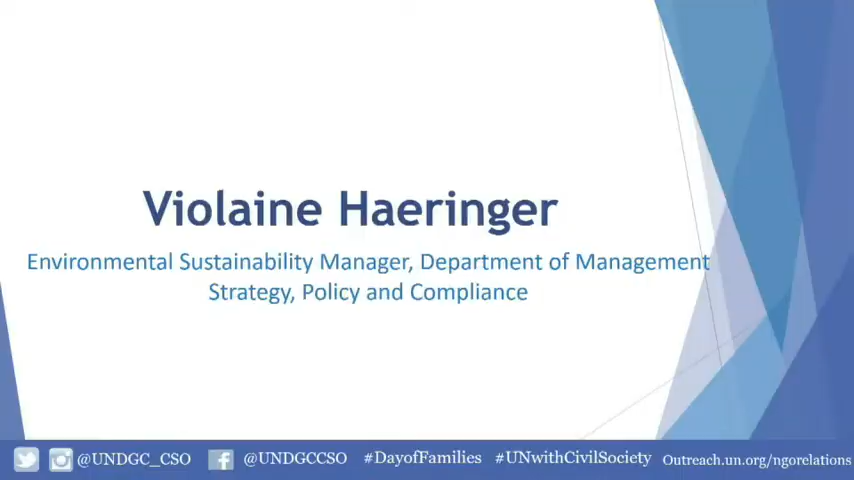 Violaine Haeringer
Environmental Sustainability Manager, Department of Management
Strategy, Policy and Compliance
@UNDGC_CSO @UNDGCCSO #DayofFamilies #UNwithCivilSociety Outreach.un.org/ngorelations